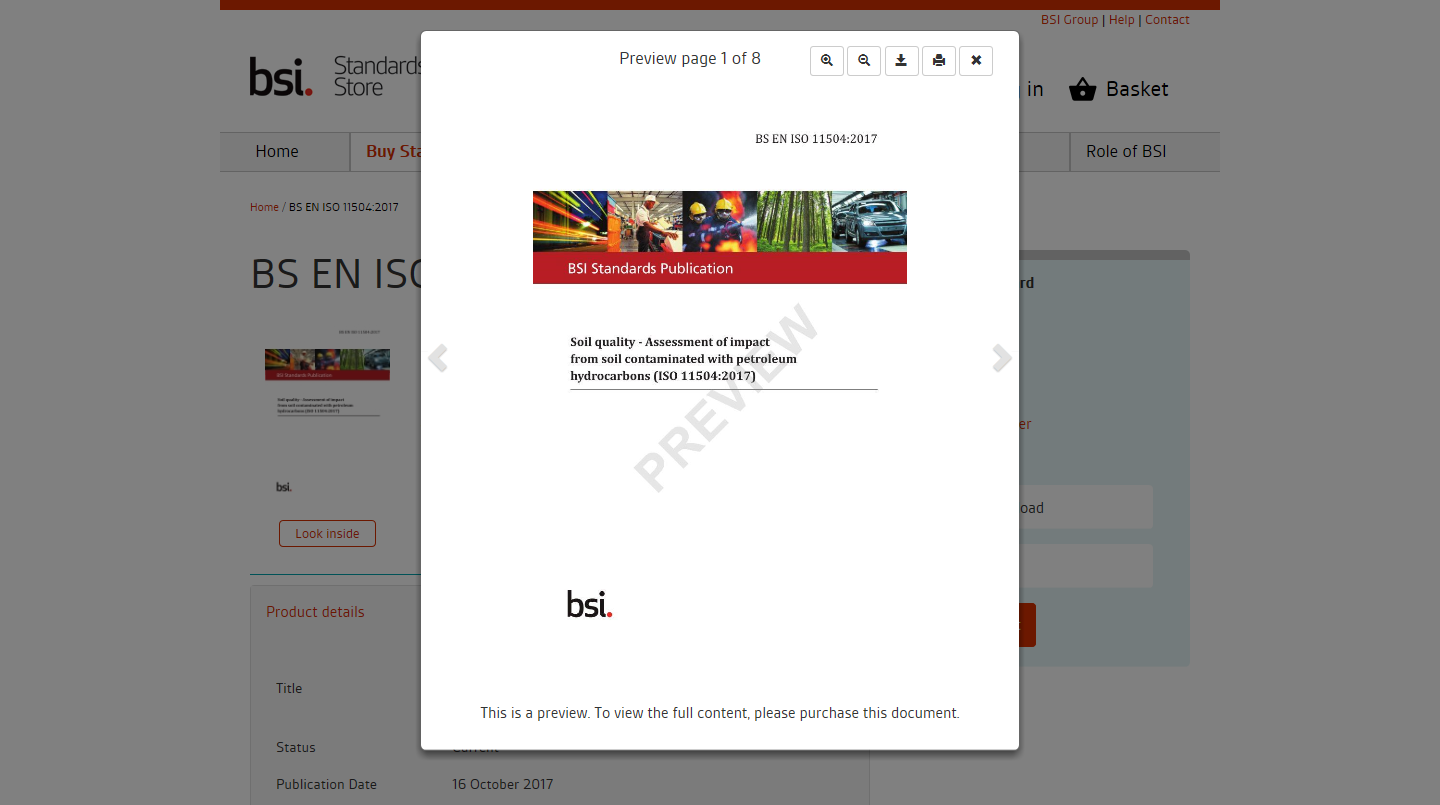 BSI Group | Help | Contact
Preview page 1 of 8
bsi.
Standards
Store
in
Basket
Home
Buy
Role of BSI
BS EN ISO 11504:2017
Home / BS EN ISO 11504:2017
BSI Standards Publication
BS EN ISO
Soil quality - Assessment of impact
from soil contaminated with petroleum
hydrocarbons (ISO 11504:2017)
PREVIEW
BS EN ISO 11504:2017
BSI Standards Publication
Soil quality - Assessment of impact
from soil contaminated with petroleum
hydrocarbons (ISO 11504:2017)
bsi.
Look inside
bsi.
Product details
Title
This is a preview. To view the full content, please purchase this document.
Status
Current
Publication Date
16 October 2017